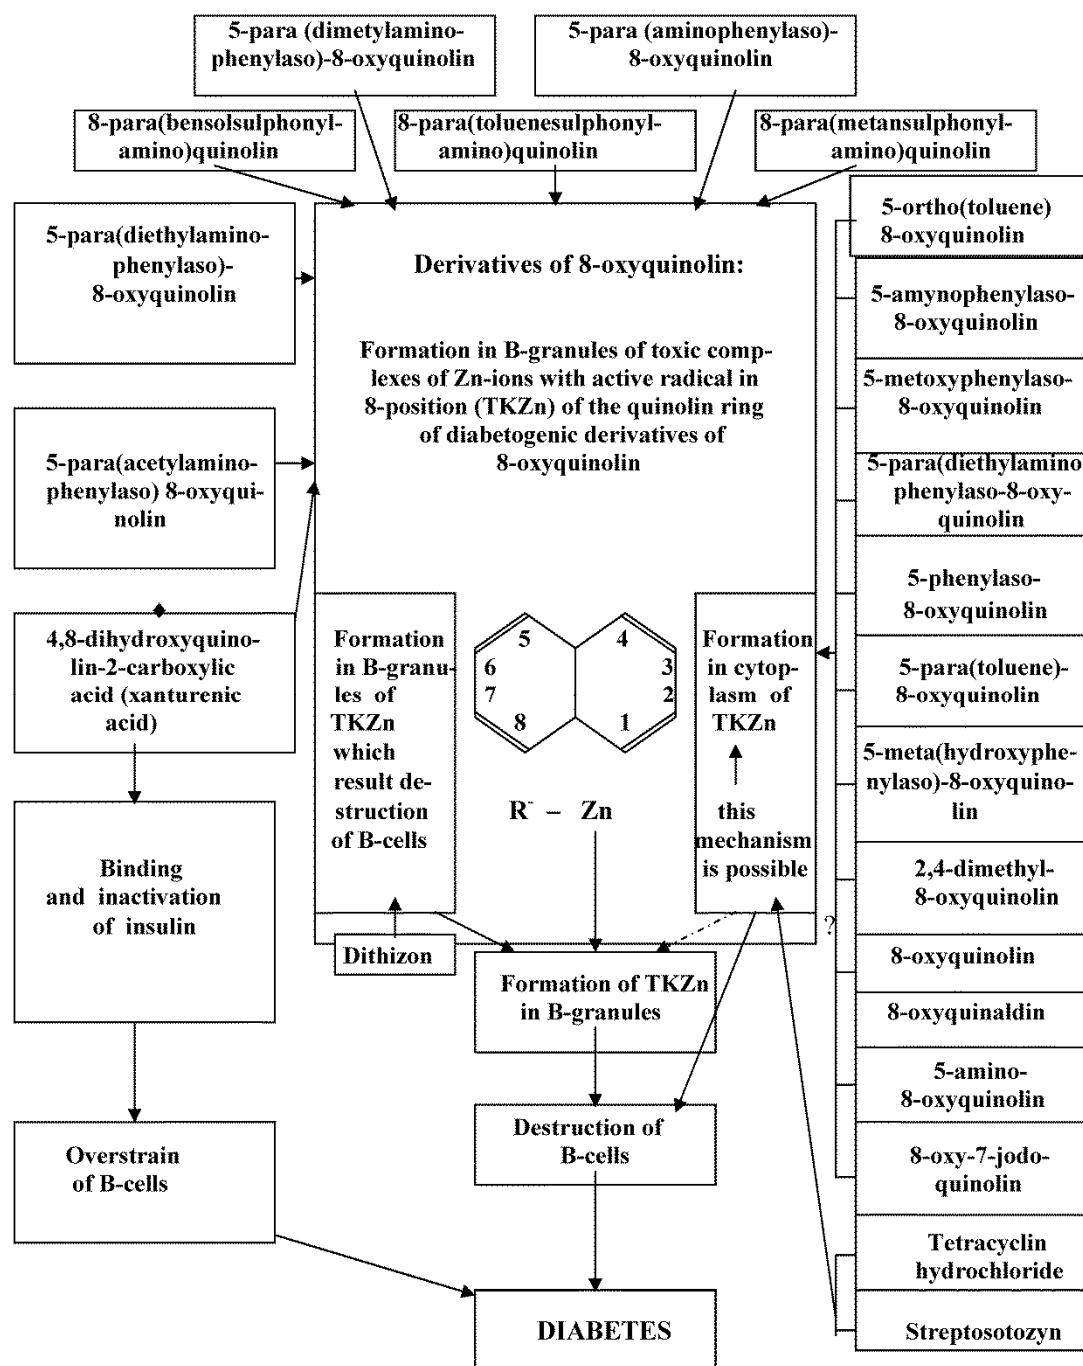 5-para (dimetylamino-
phenylaso)-8-oxyquinolin
5-para (aminophenylaso)-
8-oxyquinolin
8-para(bensolsulphonyl-
amino)quinolin
8-para(toluenesulphonyl-
amino)quinolin
8-para(metansulphonyl-
amino)quinolin
5-para(diethylamino-
phenylaso)-
8-oxyquinolin
5-para(acetylamino-
phenylaso) 8-oxyqui-
nolin
4,8-dihydroxyquino-
lin-2-carboxylic
acid (xanturenic
acid)
Binding
and inactivation
of insulin
Overstrain
of B-cells
Derivatives of 8-oxyquinolin:
Formation in B-granules of toxic comp-
lexes of Zn-ions with active radical in
8-position (TKZn) of the quinolin ring
of diabetogenic derivatives of
8-oxyquinolin
Formation
in B-granu-
les of
TKZn
which
result de-
struction
of B-cells
5
4
6
3
7
2
8
1
R⁻ – Zn
Formation
in cytop-
lasm of
TKZn
this
mechanism
is possible
?
Dithizon
Formation of TKZn
in B-granules
Destruction of
B-cells
DIABETES
5-ortho(toluene)
8-oxyquinolin
5-amynophenylaso-
8-oxyquinolin
5-metoxyphenylaso-
8-oxyquinolin
5-para(diethylamino
phenylaso-8-oxy-
quinolin
5-phenylaso-
8-oxyquinolin
5-para(toluene)-
8-oxyquinolin
5-meta(hydroxyphe-
nylaso)-8-oxyquino-
lin
2,4-dimethyl-
8-oxyquinolin
8-oxyquinolin
8-oxyquinaldin
5-amino-
8-oxyquinolin
8-oxy-7-jodo-
quinolin
Tetracyclin
hydrochloride
Streptosotozyn